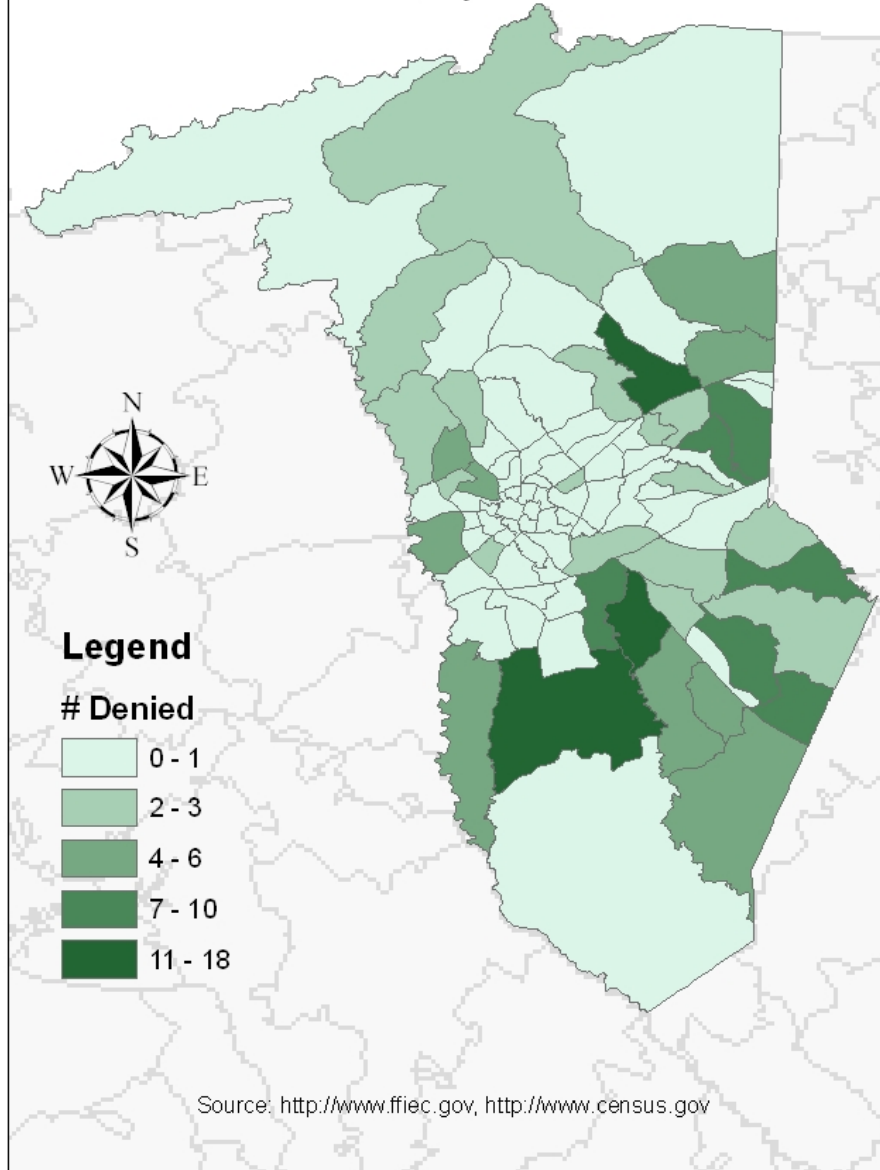 N
W E
S
Legend
# Denied
0 - 1
2 - 3
4 - 6
7 - 10
11 - 18
Source: http://www.ffiec.gov, http://www.census.gov